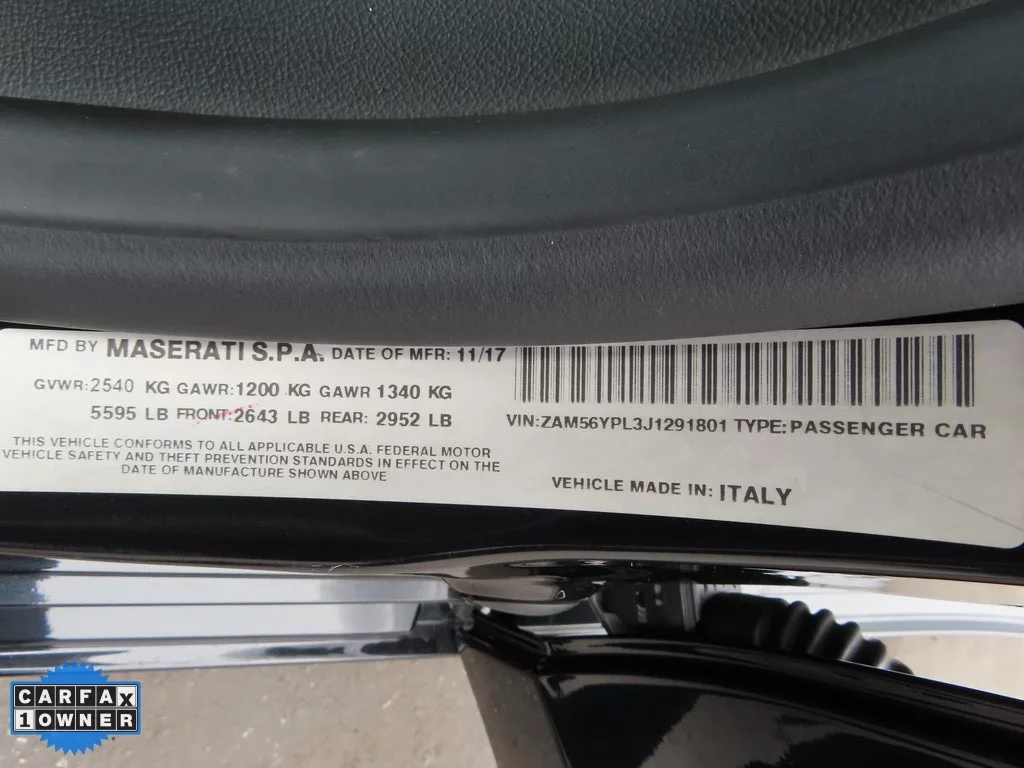 MFD BY MASERATI S.P.A. DATE OF MFR: 11/17
GVWR:2540 KG GAWR:1200 KG GAWR 1340 KG
5595 LB FRONT:2643 LB REAR: 2952 LB
THIS VEHICLE CONFORMS TO ALL APPLICABLE U.S.A. FEDERAL MOTOR
VEHICLE SAFETY AND THEFT PREVENTION STANDARDS IN EFFECT ON THE
DATE OF MANUFACTURE SHOWN ABOVE
VIN:ZAM56YPL3J1291801 TYPE:PASSENGER CAR
VEHICLE MADE IN: ITALY
CARFAX
1 OWNER